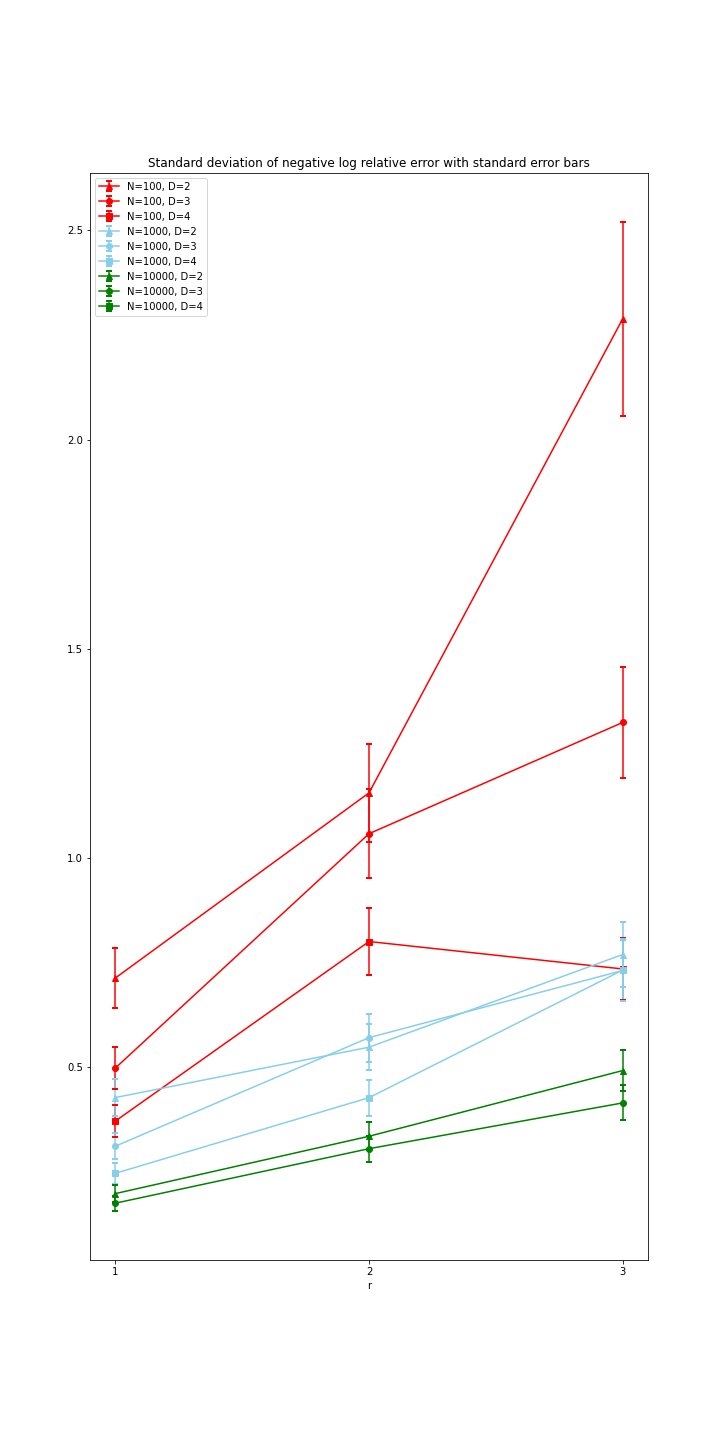 Standard deviation of negative log relative error with standard error bars
N=100, D=2
N=100, D=3
N=100, D=4
N=1000, D=2
N=1000, D=3
N=1000, D=4
N=10000, D=2
N=10000, D=3
N=10000, D=4
2.5
2.0
1.5
1.0
0.5
1 2 3
r